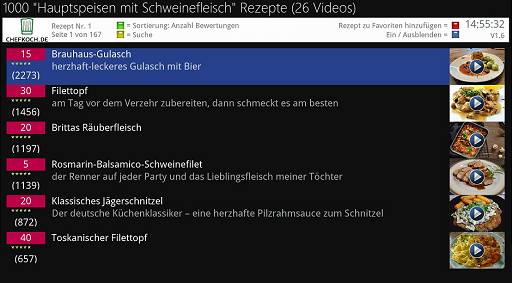 1000 "Hauptspeisen mit Schweinefleisch" Rezepte (26 Videos)
CHEFKOCH.DE
Rezept Nr. 1
Seite 1 von 167
= Sortierung: Anzahl Bewertungen
= Suche
Rezept zu Favoriten hinzufügen =
Ein / Ausblenden =
14:55:32
V1.6
15
Brauhaus-Gulasch
(2273)
herzhaft-leckeres Gulasch mit Bier
30
Filettopf
(1456)
am Tag vor dem Verzehr zubereiten, dann schmeckt es am besten
20
Brittas Räuberfleisch
(1197)
5
Rosmarin-Balsamico-Schweinefilet
(1139)
der Renner auf jeder Party und das Lieblingsfleisch meiner Töchter
20
Klassisches Jägerschnitzel
(872)
Der deutsche Küchenklassiker – eine herzhafte Pilzrahmsauce zum Schnitzel
40
Toskanischer Filettopf
(657)